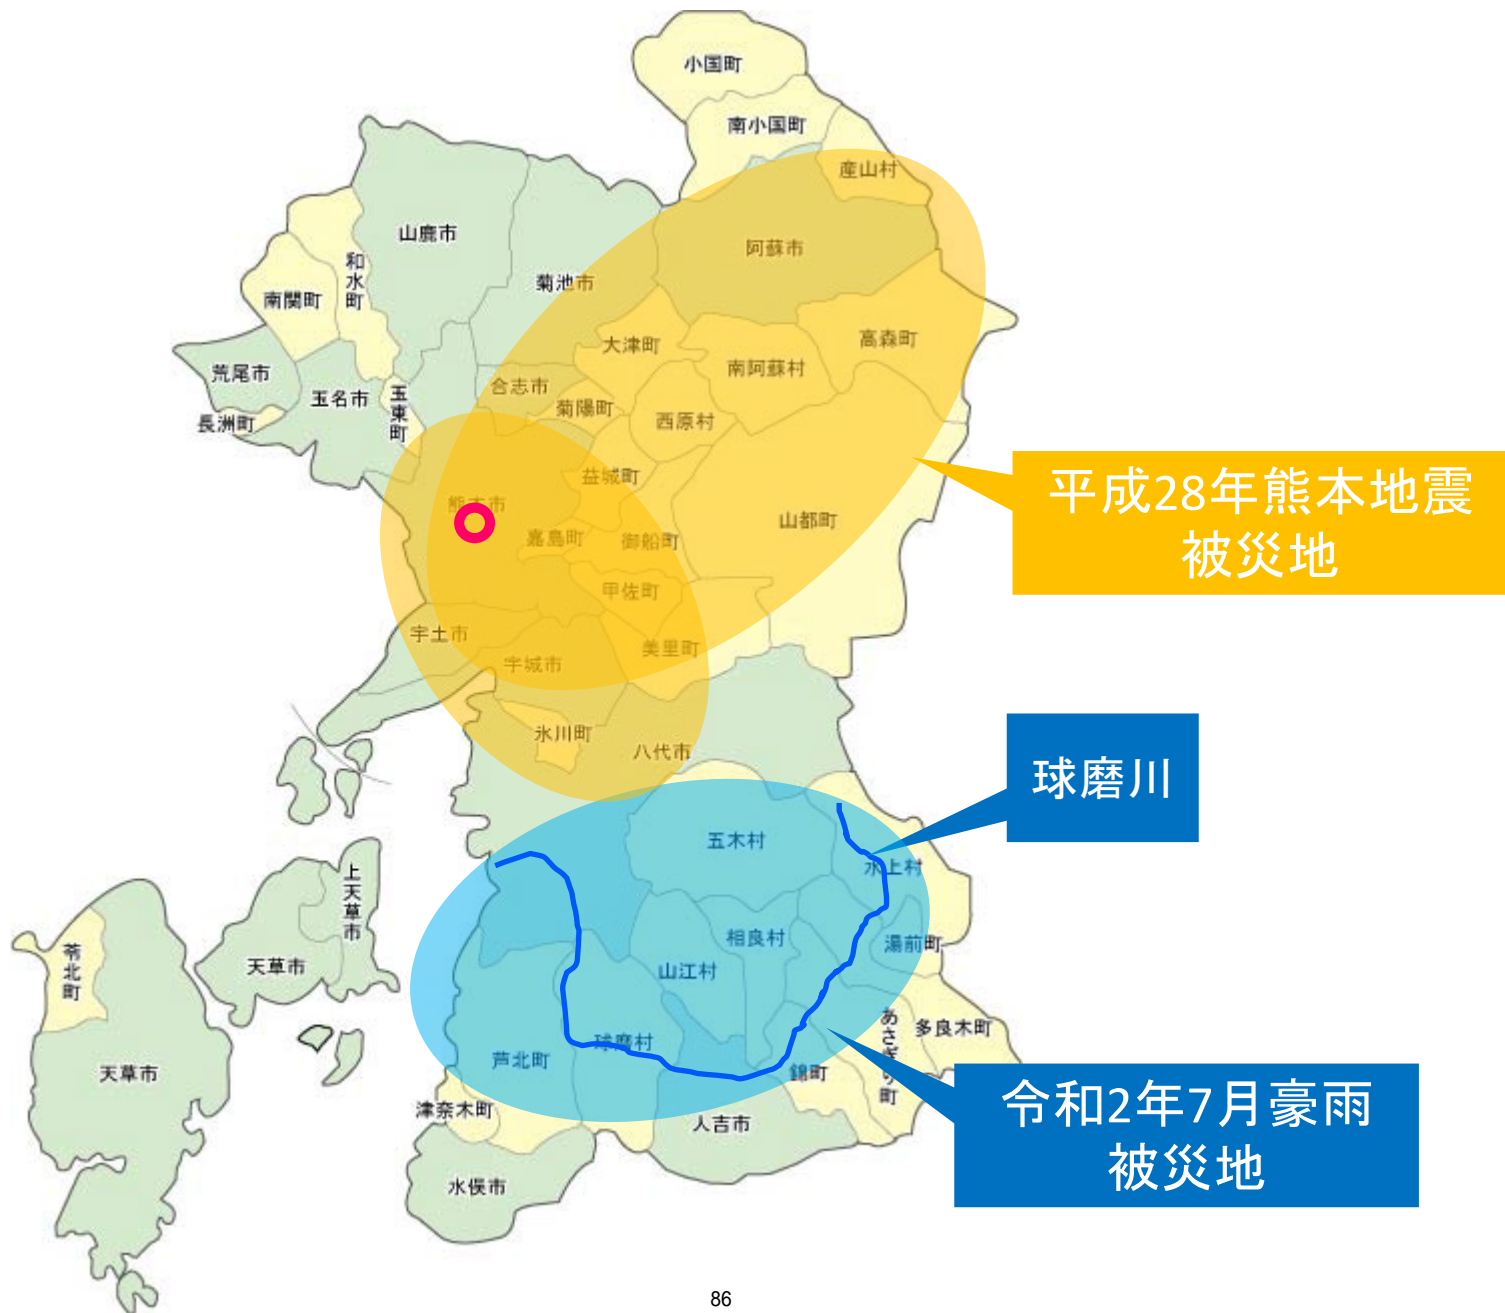 小国町
南小国町
産山村
阿蘇市
山鹿市
菊池市
和水町
南関町
荒尾市
玉名市
長洲町
玉東町
合志市
大津町
菊陽町
西原村
南阿蘇村
高森町
熊本市
益城町
嘉島町
御船町
山都町
甲佐町
美里町
宇土市
宇城市
氷川町
八代市
平成28年熊本地震
被災地
球磨川
五木村
水上村
相良村
湯前町
山江村
多良木町
あさぎり町
球磨村
芦北町
錦町
津奈木町
人吉市
水俣市
上天草市
天草市
苓北町
天草市
令和2年7月豪雨
被災地
86